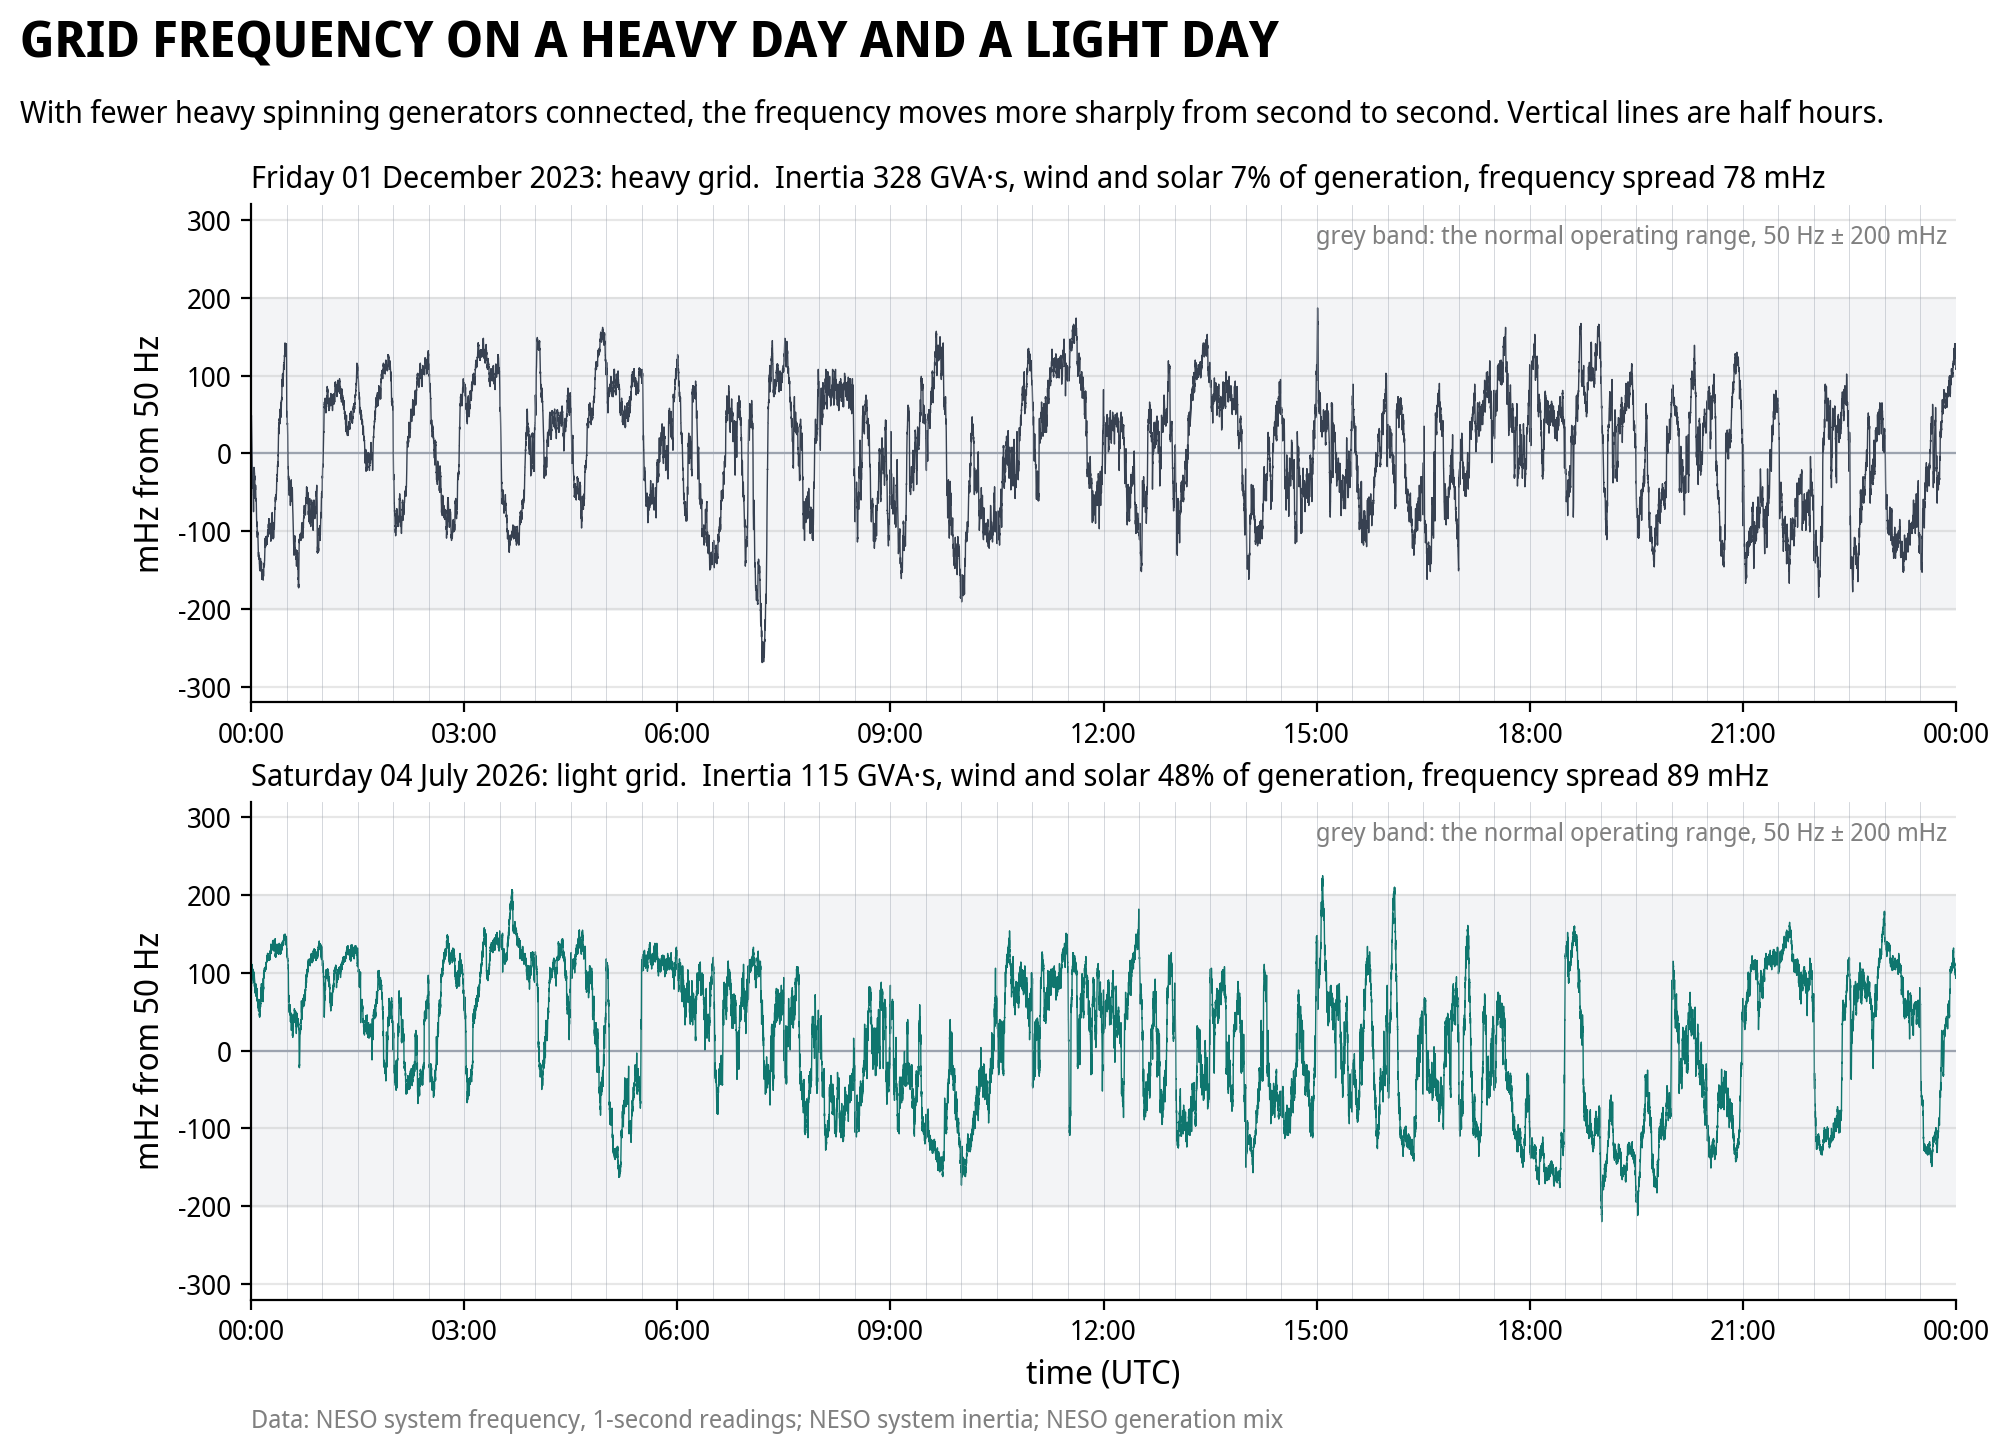 GRID FREQUENCY ON A HEAVY DAY AND A LIGHT DAY
With fewer heavy spinning generators connected, the frequency moves more sharply from second to second. Vertical lines are half hours.
Friday 01 December 2023: heavy grid.  Inertia 328 GVA·s, wind and solar 7% of generation, frequency spread 78 mHz
grey band: the normal operating range, 50 Hz ± 200 mHz
mHz from 50 Hz
300
200
100
0
-100
-200
-300
00:00 03:00 06:00 09:00 12:00 15:00 18:00 21:00 00:00
Saturday 04 July 2026: light grid.  Inertia 115 GVA·s, wind and solar 48% of generation, frequency spread 89 mHz
grey band: the normal operating range, 50 Hz ± 200 mHz
mHz from 50 Hz
300
200
100
0
-100
-200
-300
00:00 03:00 06:00 09:00 12:00 15:00 18:00 21:00 00:00
time (UTC)
Data: NESO system frequency, 1-second readings; NESO system inertia; NESO generation mix